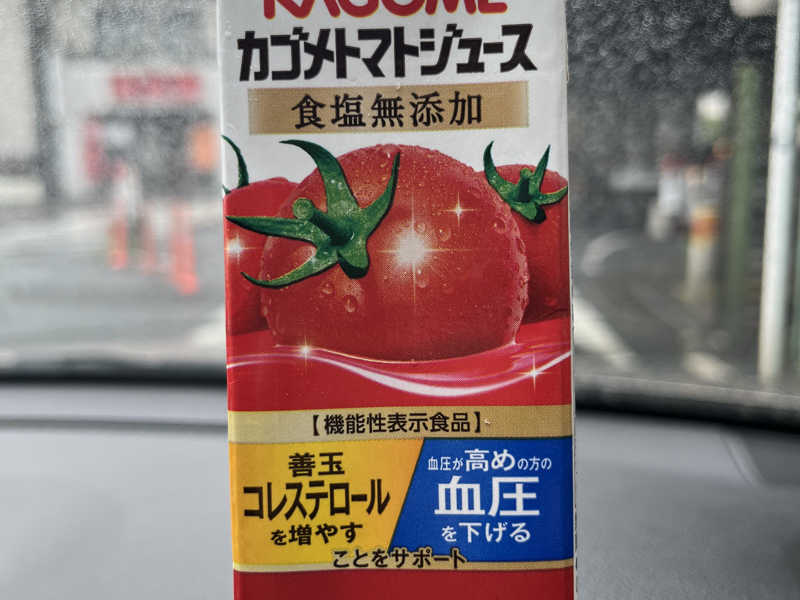 KAGOME
カゴメトマトジュース
食塩無添加
【機能性表示食品】
善玉
コレステロール
を増やす
血圧が高めの方の
血圧
を下げる
ことをサポート